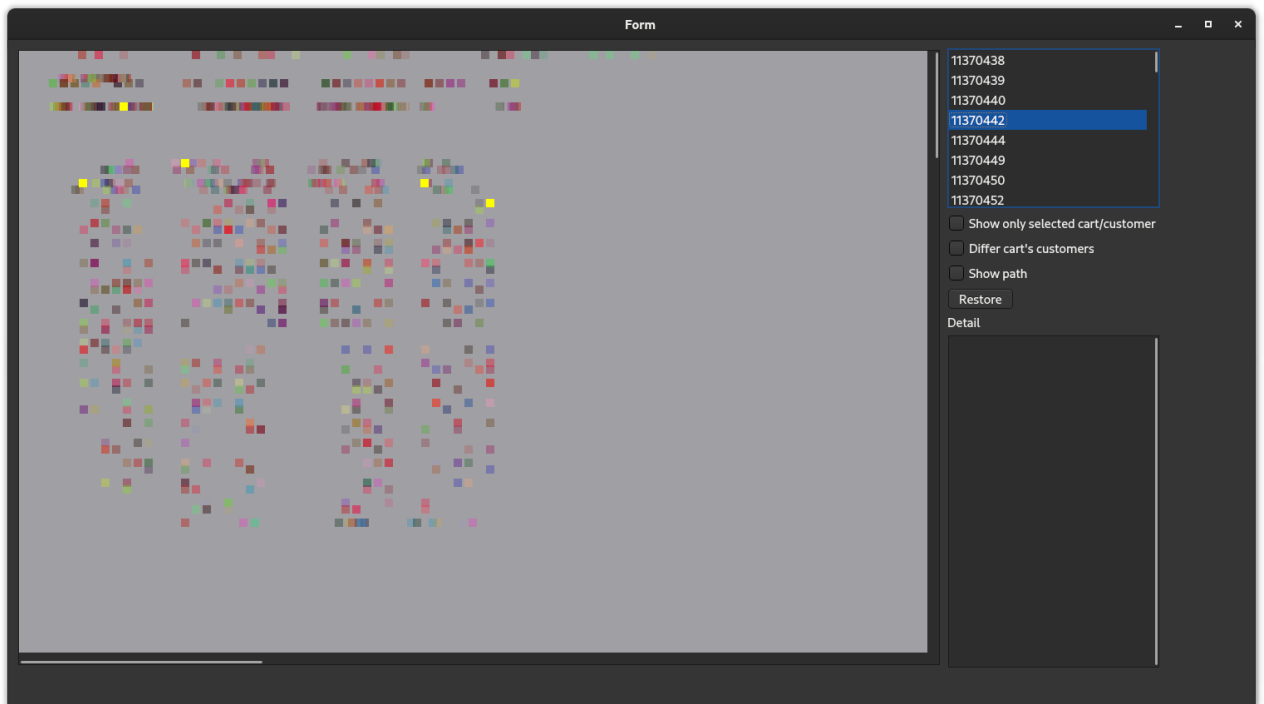 Form
11370438
11370439
11370440
11370442
11370444
11370449
11370450
11370452
Show only selected cart/customer
Differ cart's customers
Show path
Restore
Detail